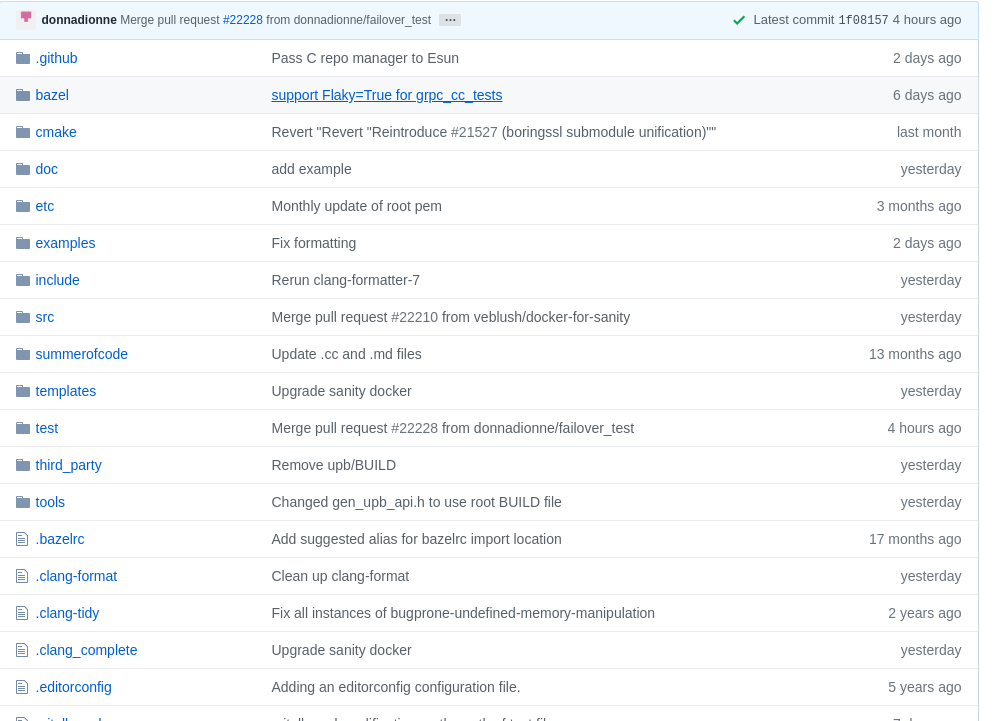 donnadionne Merge pull request #22228 from donnadionne/failover_test ... Latest commit 1f08157 4 hours ago
.github Pass C repo manager to Esun 2 days ago
bazel support Flaky=True for grpc_cc_tests 6 days ago
cmake Revert "Revert "Reintroduce #21527 (boringssl submodule unification)"" last month
doc add example yesterday
etc Monthly update of root pem 3 months ago
examples Fix formatting 2 days ago
include Rerun clang-formatter-7 yesterday
src Merge pull request #22210 from veblush/docker-for-sanity yesterday
summerofcode Update .cc and .md files 13 months ago
templates Upgrade sanity docker yesterday
test Merge pull request #22228 from donnadionne/failover_test 4 hours ago
third_party Remove upb/BUILD yesterday
tools Changed gen_upb_api.h to use root BUILD file yesterday
.bazelrc Add suggested alias for bazelrc import location 17 months ago
.clang-format Clean up clang-format yesterday
.clang-tidy Fix all instances of bugprone-undefined-memory-manipulation 2 years ago
.clang_complete Upgrade sanity docker yesterday
.editorconfig Adding an editorconfig configuration file. 5 years ago